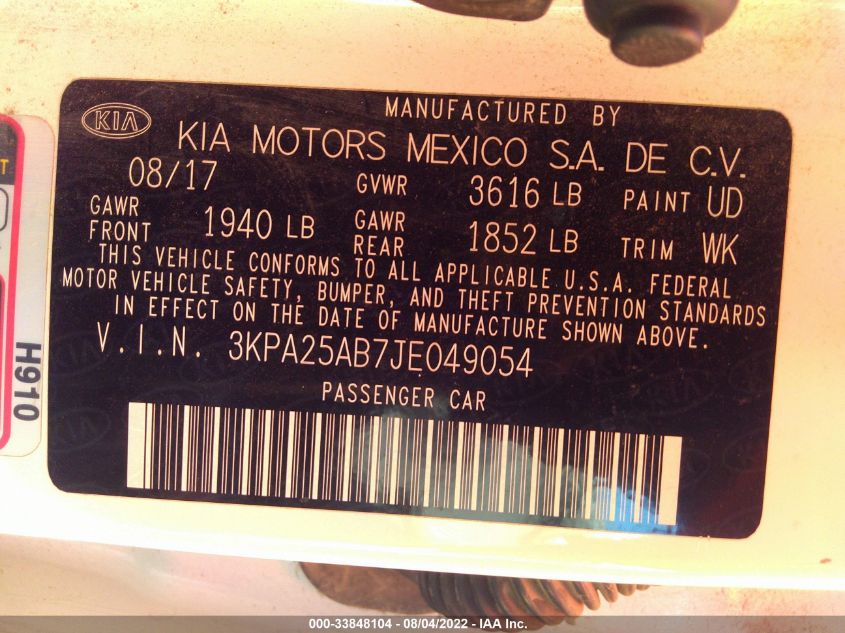 MANUFACTURED BY
KIA
KIA MOTORS MEXICO S.A. DE C.V.
08/17 GVWR 3616 LB PAINT UD
GAWR FRONT 1940 LB GAWR REAR 1852 LB TRIM WK
THIS VEHICLE CONFORMS TO ALL APPLICABLE U.S.A. FEDERAL
MOTOR VEHICLE SAFETY, BUMPER, AND THEFT PREVENTION STANDARDS
IN EFFECT ON THE DATE OF MANUFACTURE SHOWN ABOVE.
V.I.N. 3KPA25AB7JE049054
PASSENGER CAR
H910
000-33848104 - 08/04/2022 - IAA Inc.